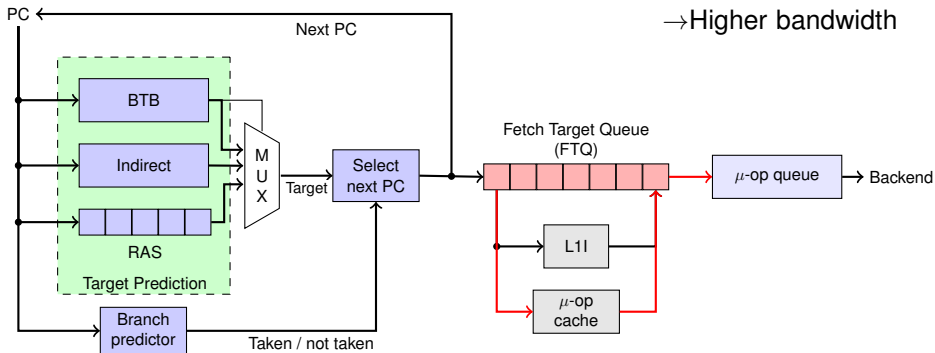 PC
Next PC
→Higher bandwidth
BTB
Indirect
RAS
Target Prediction
M
U
X
Target
Select
next PC
Branch
predictor
Taken / not taken
Fetch Target Queue
(FTQ)
L1I
μ-op
cache
μ-op queue
Backend